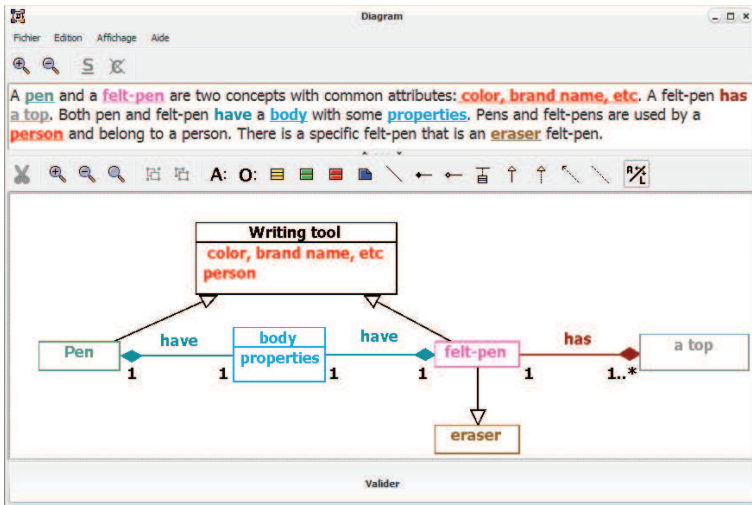 Diagram
Fichier Edition Affichage Aide
S
A pen and a felt-pen are two concepts with common attributes: color, brand name, etc. A felt-pen has
a top. Both pen and felt-pen have a body with some properties. Pens and felt-pens are used by a
person and belong to a person. There is a specific felt-pen that is an eraser felt-pen.
A: O: R/L
Writing tool
color, brand name, etc
person
have have has
Pen body felt-pen a top
properties
1 1 1 1 1 1..*
eraser
Valider